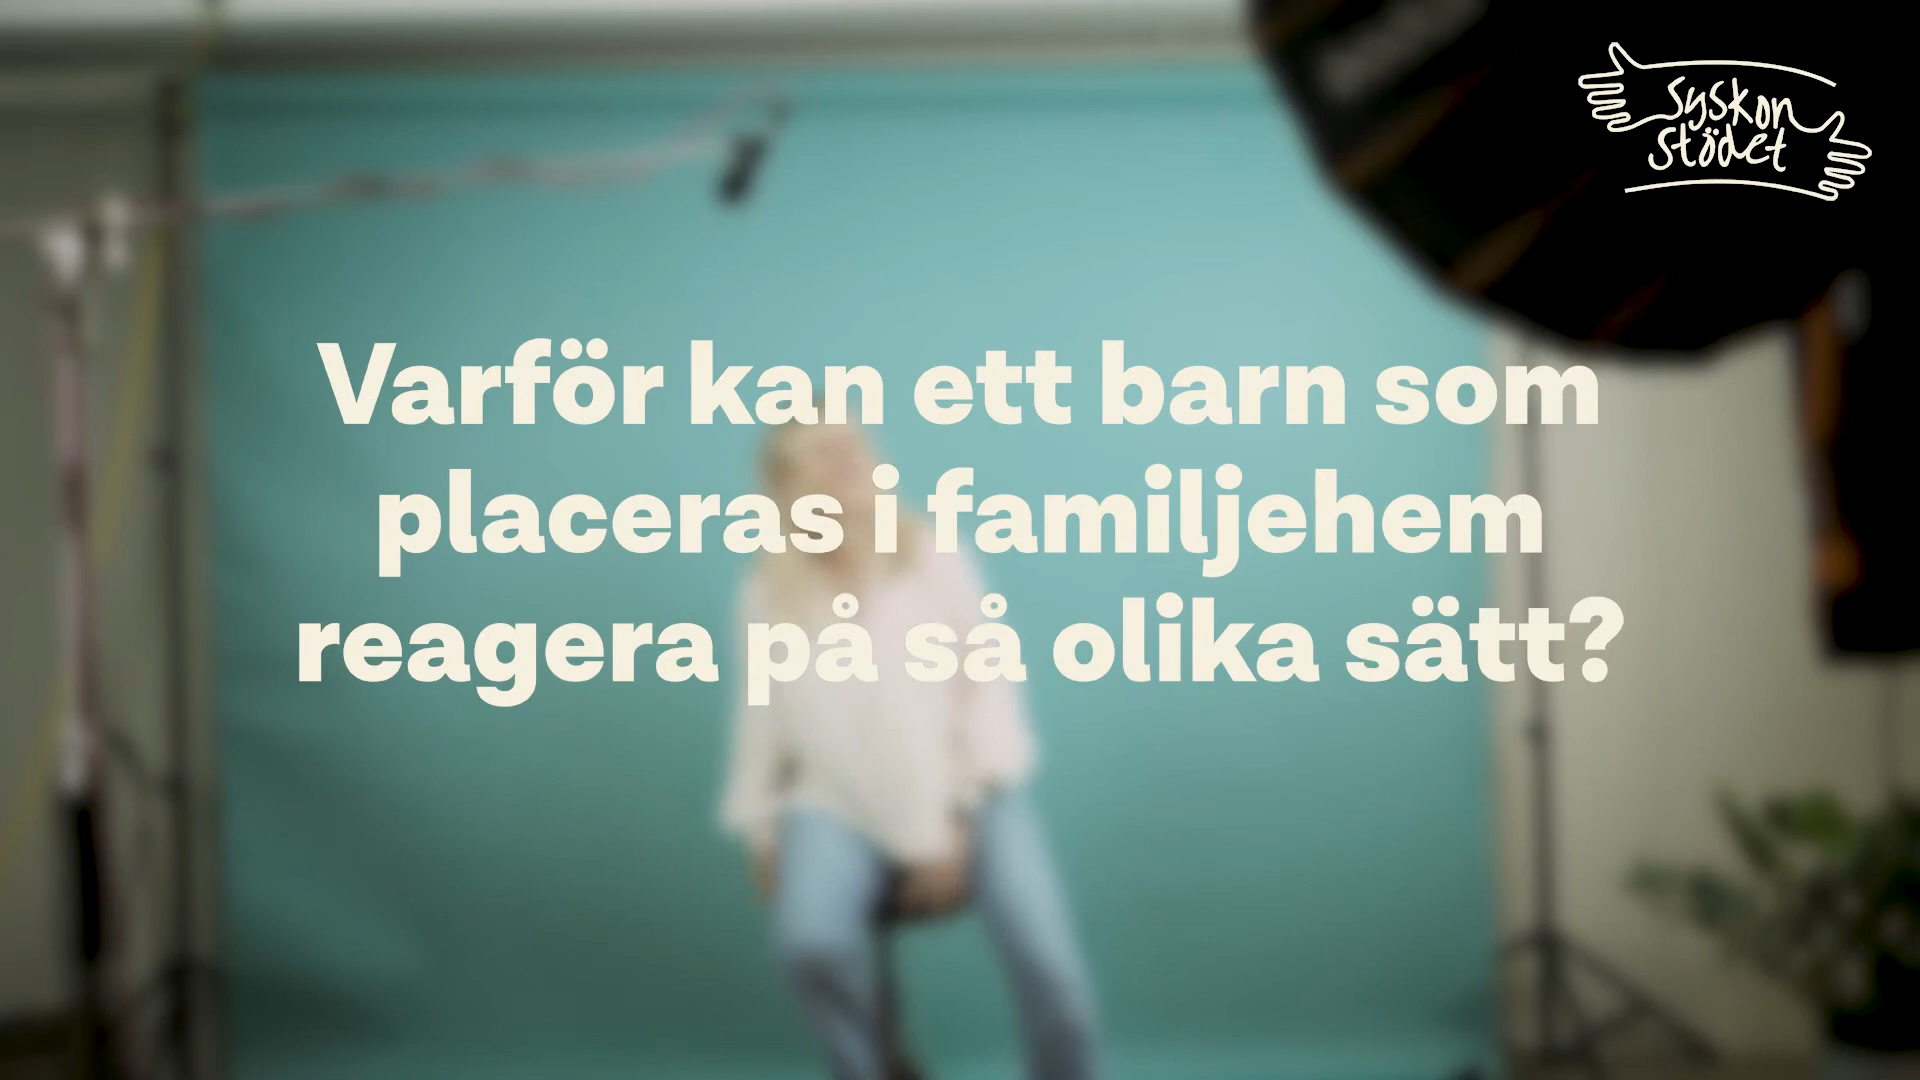 Syskon
stödet
Varför kan ett barn som
placeras i familjehem
reagera på så olika sätt?